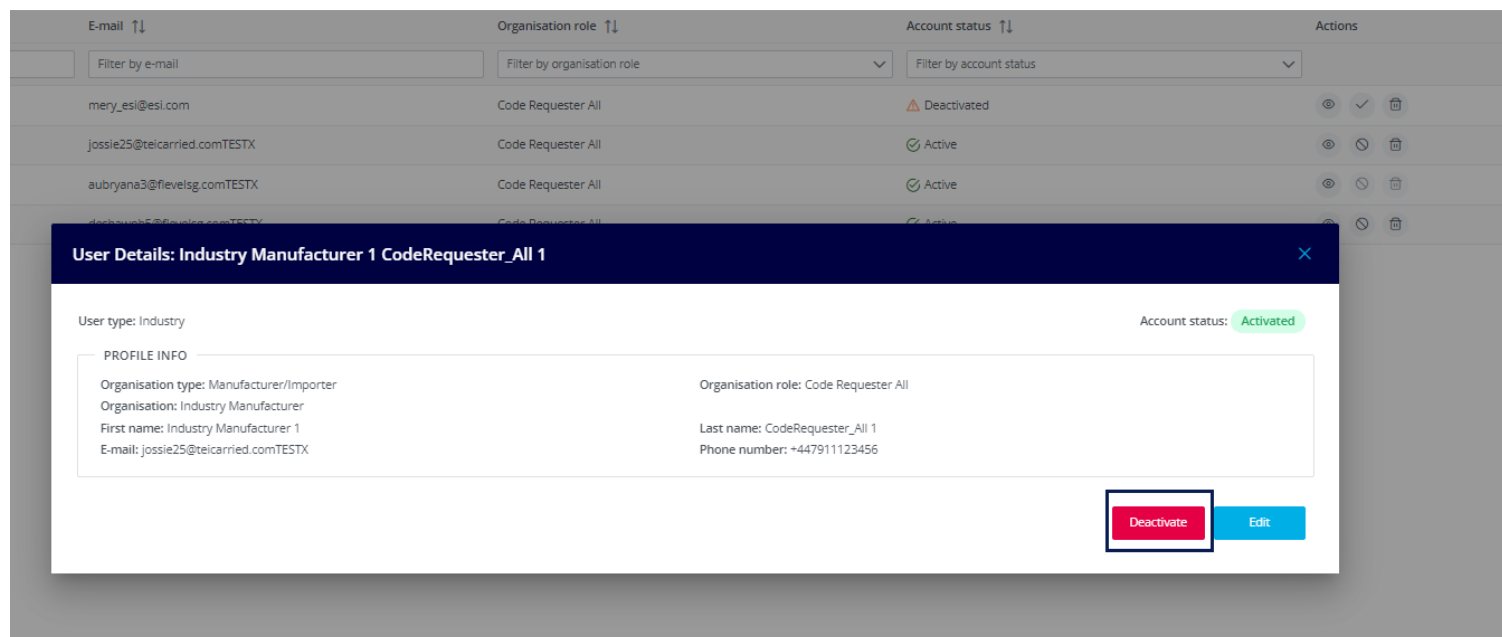 E-mail Organisation role Account status Actions
Filter by e-mail Filter by organisation role Filter by account status
mery_esi@esi.com Code Requester All Deactivated
jossie25@teicarried.comTESTX Code Requester All Active
aubryana3@flevelsg.comTESTX Code Requester All Active
Code Requester All Active
User Details: Industry Manufacturer 1 CodeRequester_All 1
User type: Industry Account status: Activated
PROFILE INFO
Organisation type: Manufacturer/Importer Organisation role: Code Requester All
Organisation: Industry Manufacturer
First name: Industry Manufacturer 1 Last name: CodeRequester_All 1
E-mail: jossie25@teicarried.comTESTX Phone number: +447911123456
Deactivate Edit